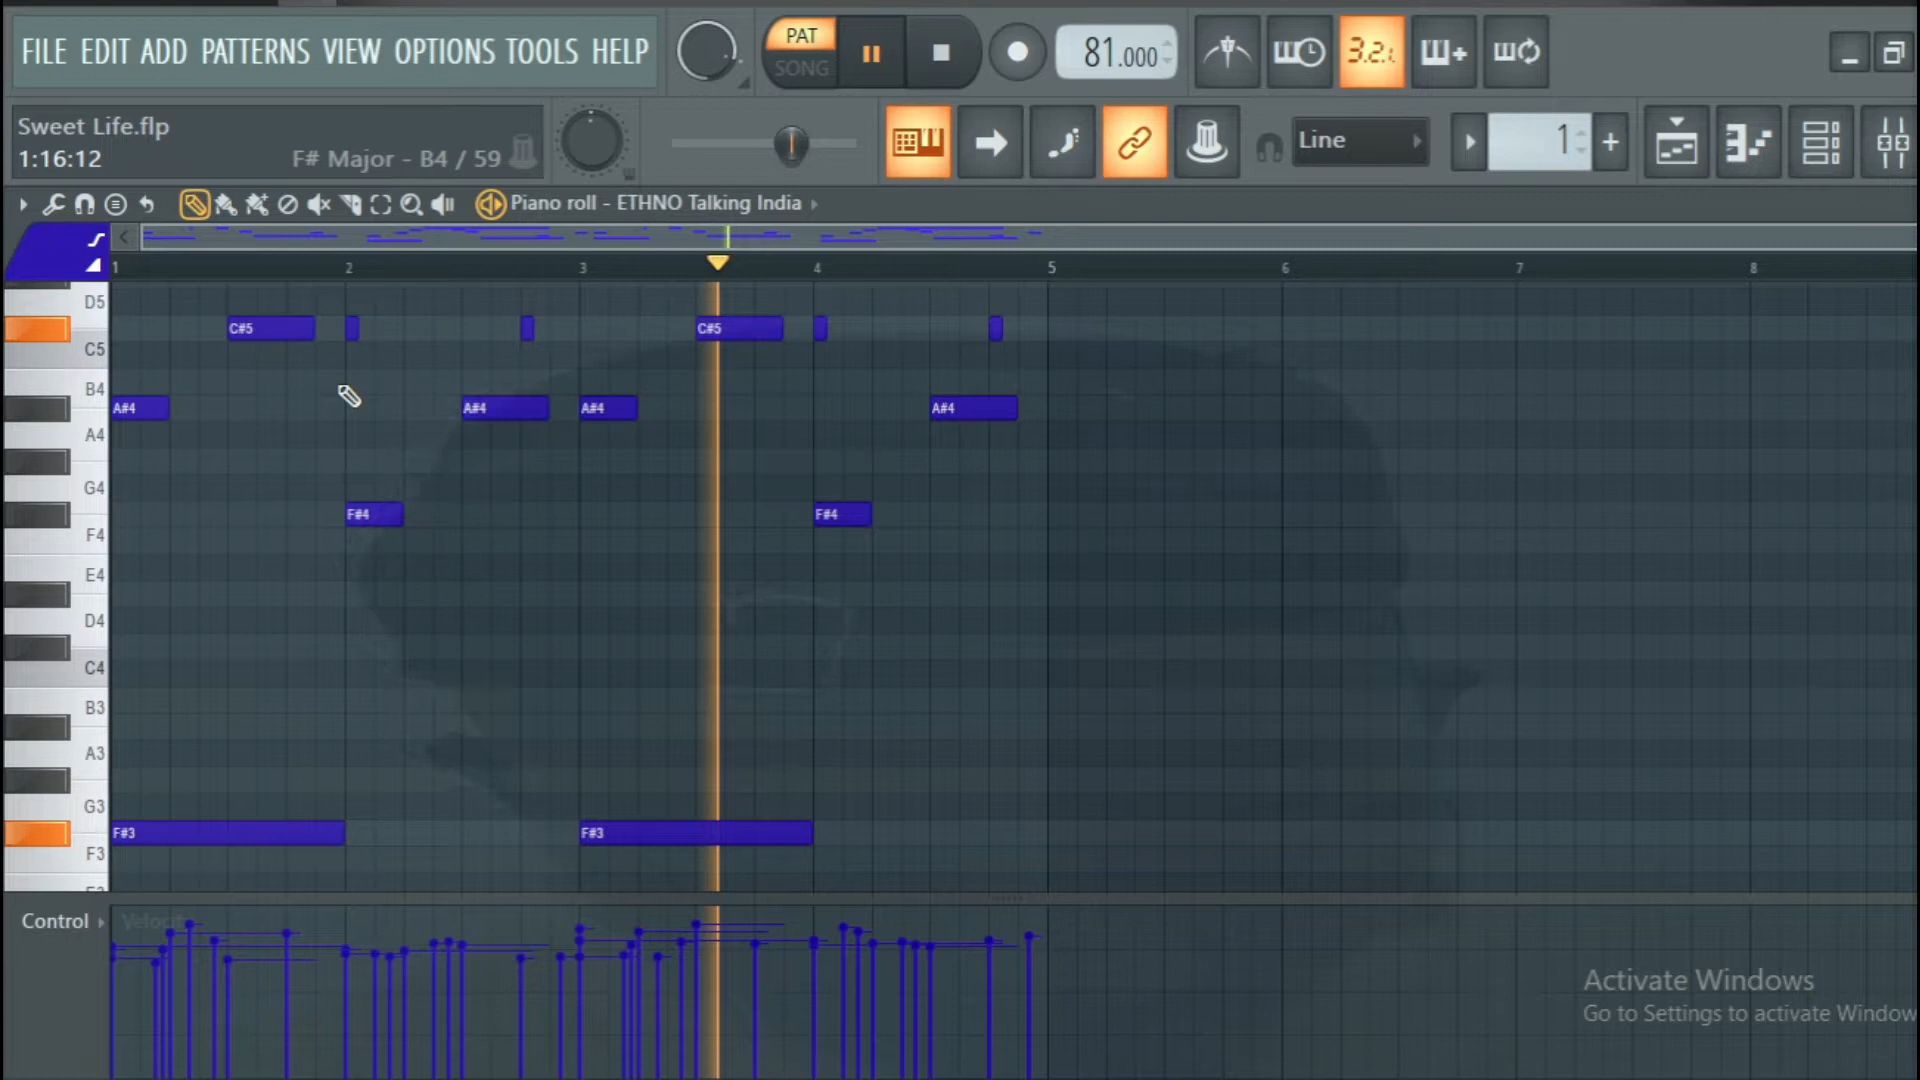 FILE EDIT ADD PATTERNS VIEW OPTIONS TOOLS HELP
PAT
SONG
81.000
3.2.1
Sweet Life.flp
1:16:12
F# Major - B4 / 59
Line
1
Piano roll - ETHNO Talking India
1 2 3 4 5 6 7 8
D5
C#5 C#5
C5
B4
A#4 A#4 A#4 A#4
A4
G4
F#4 F#4
F4
E4
D4
C4
B3
A3
G3
F#3 F#3
F3
Control
Velocity
Activate Windows
Go to Settings to activate Window